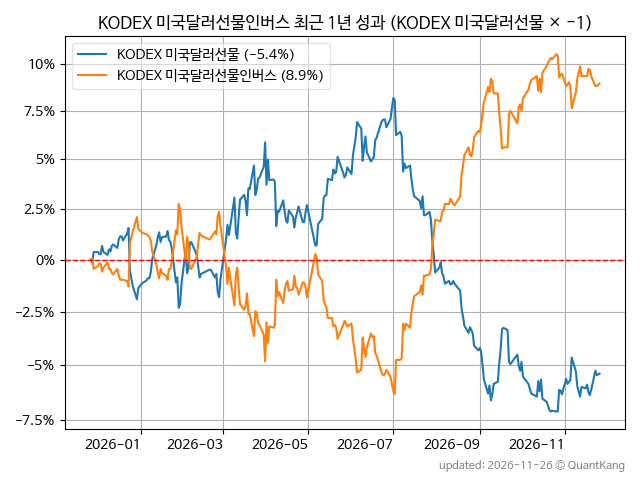 KODEX 미국달러선물인버스 최근 1년 성과 (KODEX 미국달러선물 × −1)
KODEX 미국달러선물 (−5.4%)
KODEX 미국달러선물인버스 (8.9%)
10%
7.5%
5%
2.5%
0%
−2.5%
−5%
−7.5%
2026-01 2026-03 2026-05 2026-07 2026-09 2026-11
updated: 2026-11-26 © QuantKang